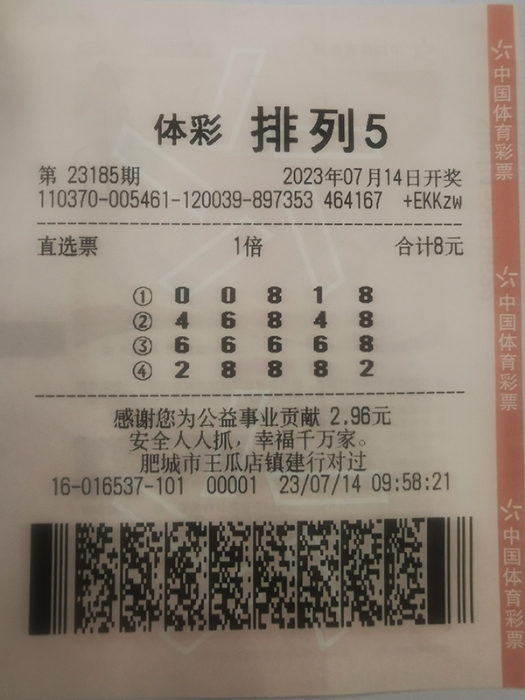 体彩 排列5
第 23185期 2023年07月14日开奖
110370-005461-120039-897353 464167 +EKKzw
直选票 1倍 合计8元
① 0 0 8 1 8
② 4 6 8 4 8
③ 6 6 6 6 8
④ 2 8 8 8 2
感谢您为公益事业贡献 2.96元
安全人人抓，幸福千万家。
肥城市王瓜店镇建行对过
16-016537-101 00001 23/07/14 09:58:21
中国体育彩票
中国体育彩票
中国体育彩票